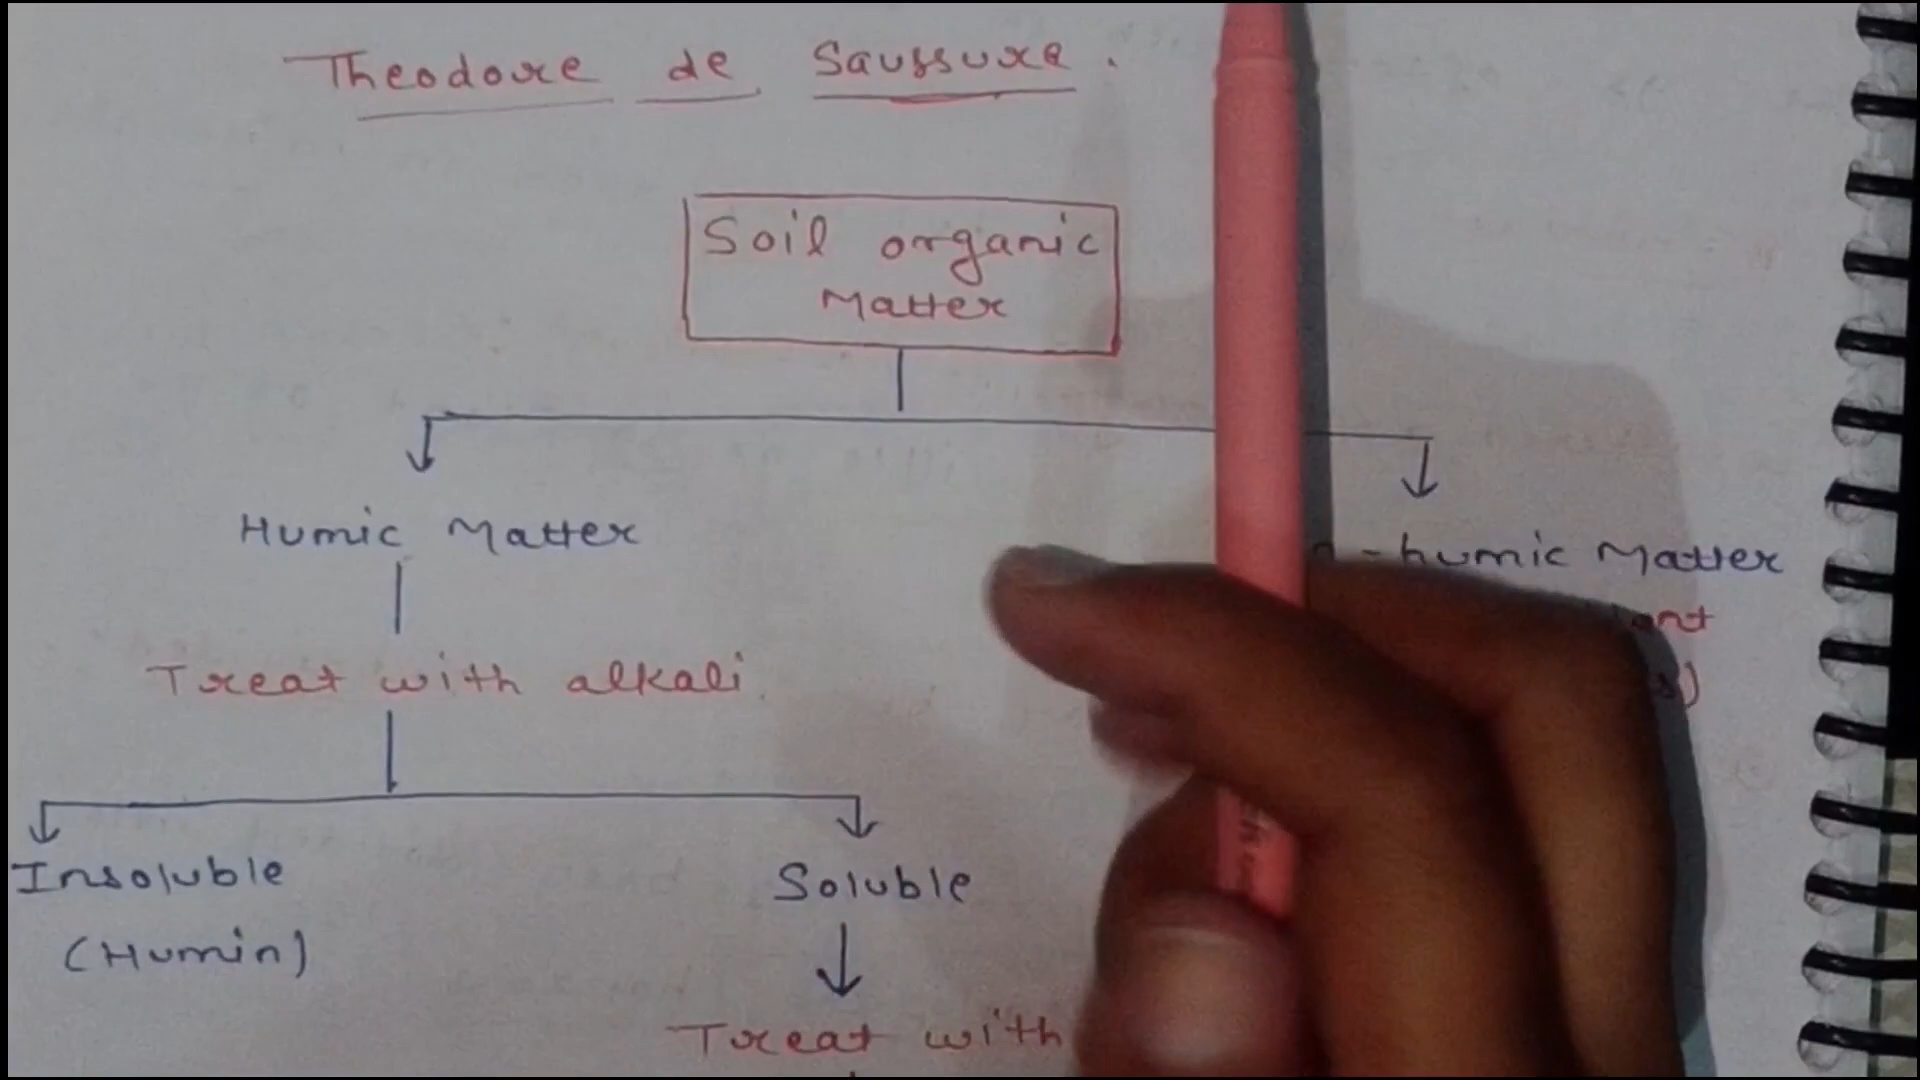 Theodore de Saussure.
Soil organic
Matter
Humic Matter
-humic Matter
Treat with alkali
Insoluble
Soluble
(Humin)
Treat with